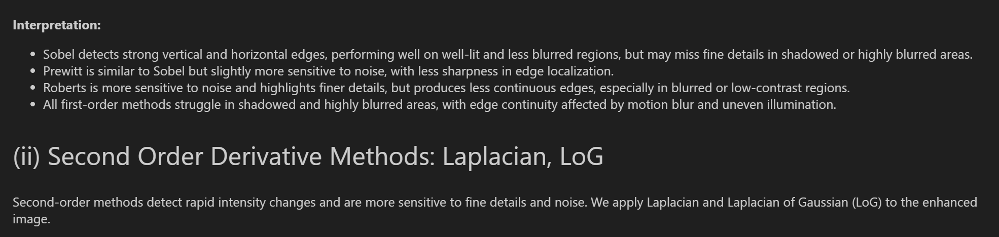 Interpretation:
• Sobel detects strong vertical and horizontal edges, performing well on well-lit and less blurred regions, but may miss fine details in shadowed or highly blurred areas.
• Prewitt is similar to Sobel but slightly more sensitive to noise, with less sharpness in edge localization.
• Roberts is more sensitive to noise and highlights finer details, but produces less continuous edges, especially in blurred or low-contrast regions.
• All first-order methods struggle in shadowed and highly blurred areas, with edge continuity affected by motion blur and uneven illumination.
(ii) Second Order Derivative Methods: Laplacian, LoG
Second-order methods detect rapid intensity changes and are more sensitive to fine details and noise. We apply Laplacian and Laplacian of Gaussian (LoG) to the enhanced
image.